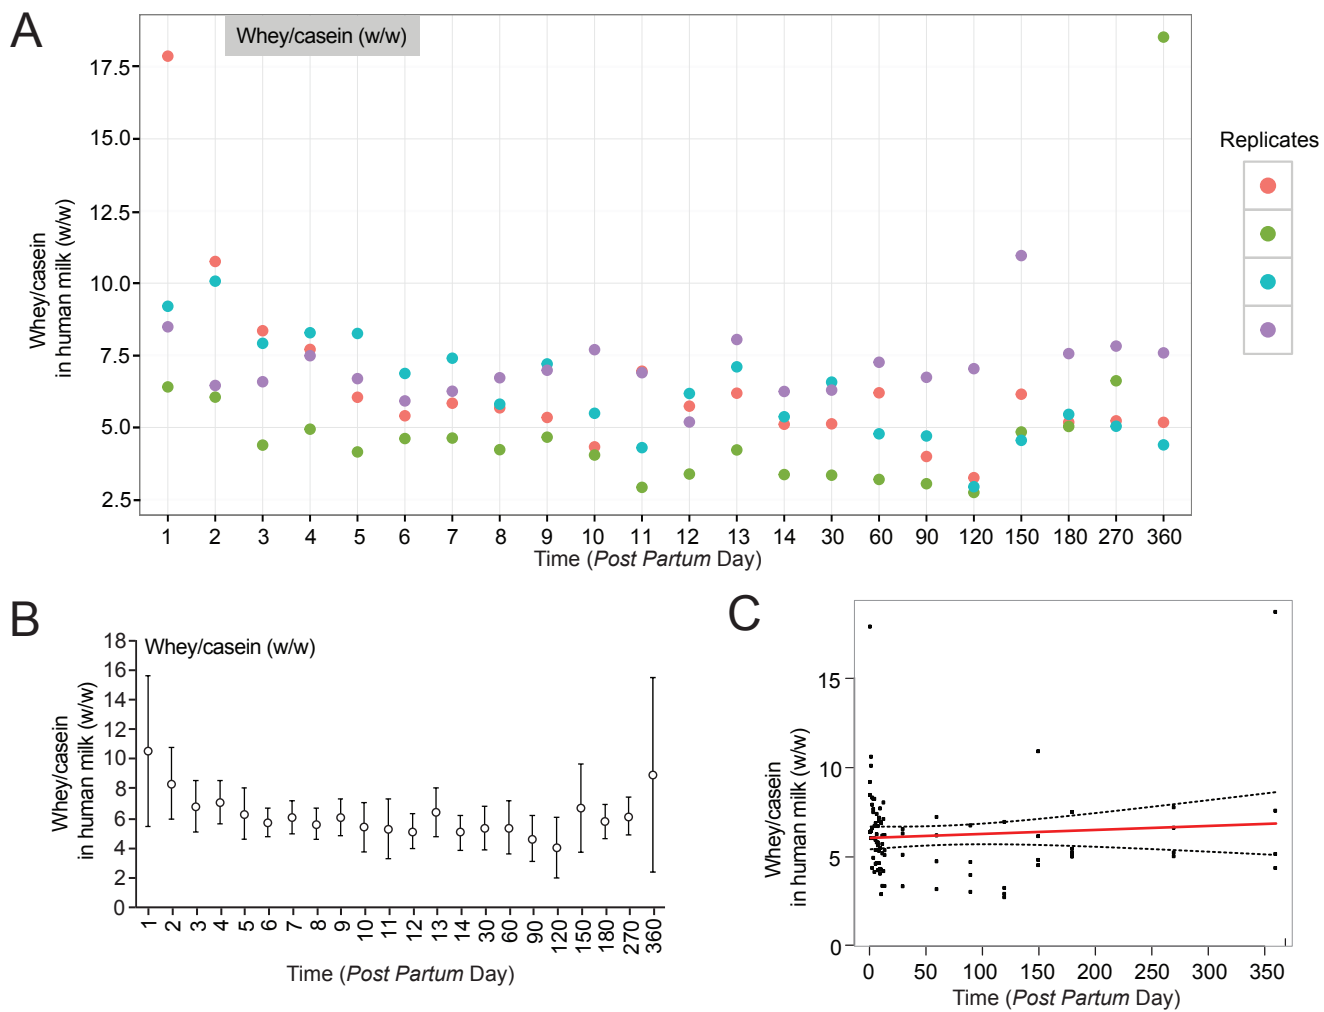 A
Whey/casein (w/w)
Whey/casein
in human milk (w/w)
17.5
15.0
12.5
10.0
7.5
5.0
2.5
1 2 3 4 5 6 7 8 9 10 11 12 13 14 30 60 90 120 150 180 270 360
Time (Post Partum Day)
Replicates
B
Whey/casein (w/w)
Whey/casein
in human milk (w/w)
18
16
14
12
10
8
6
4
2
0
1 2 3 4 5 6 7 8 9 10 11 12 13 14 30 60 90 120 150 180 270 360
Time (Post Partum Day)
C
Whey/casein
in human milk (w/w)
15
10
5
0
0 50 100 150 200 250 300 350
Time (Post Partum Day)